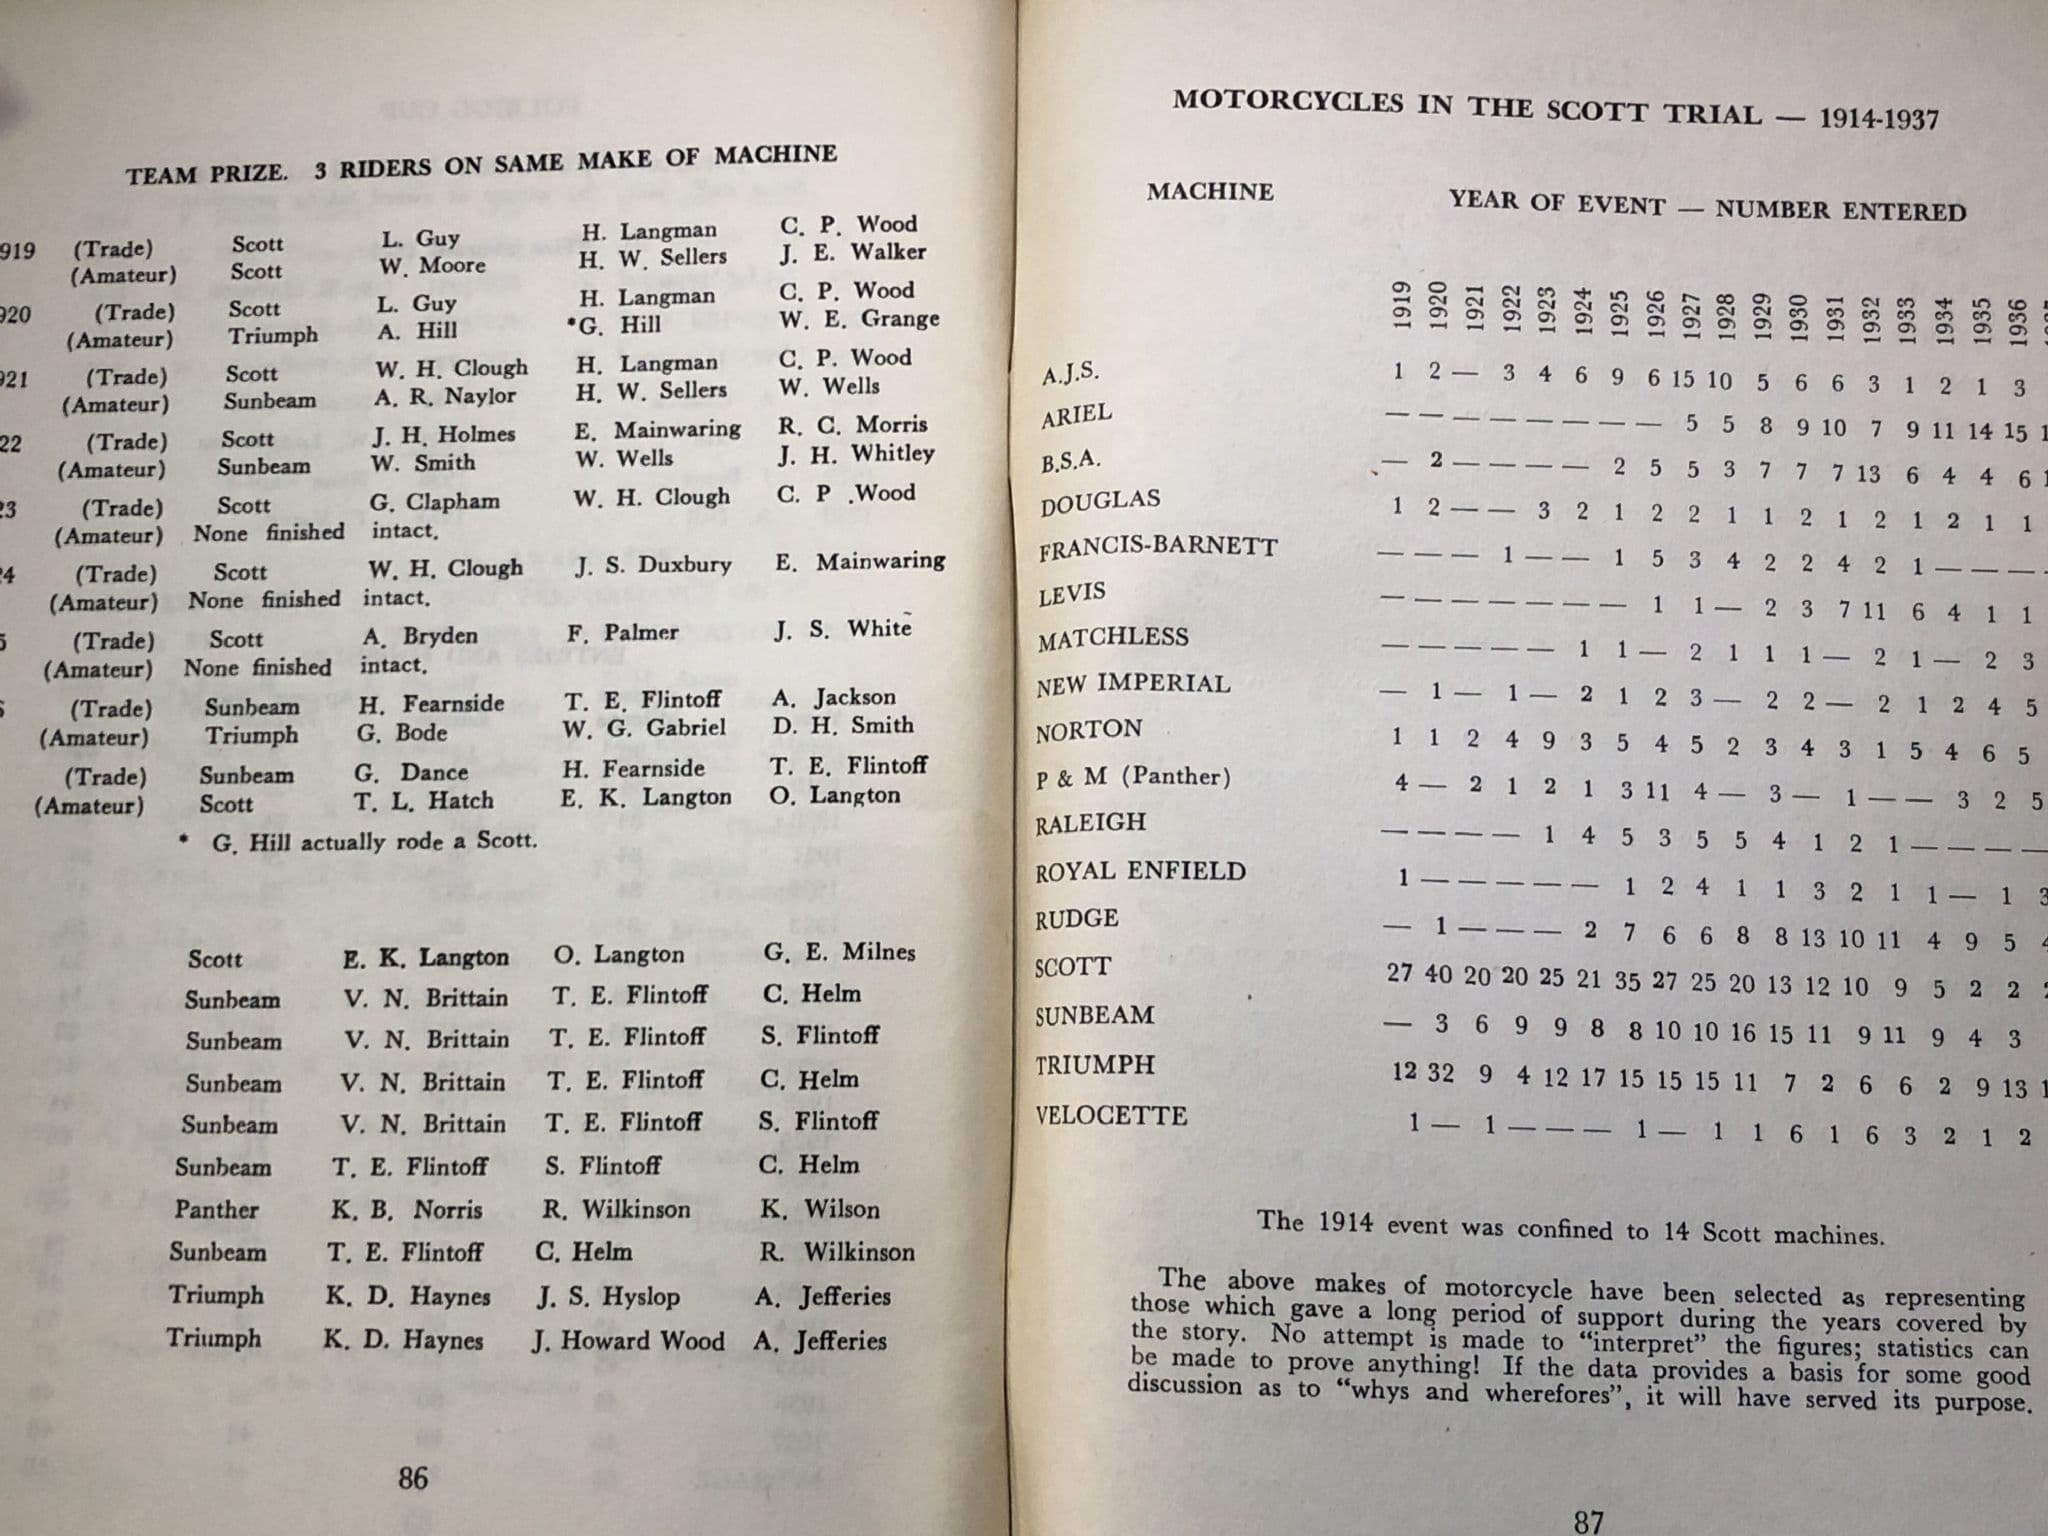 TEAM PRIZE. 3 RIDERS ON SAME MAKE OF MACHINE
919 (Trade) Scott L. Guy H. Langman C. P. Wood
(Amateur) Scott W. Moore H. W. Sellers J. E. Walker
920 (Trade) Scott L. Guy H. Langman C. P. Wood
(Amateur) Triumph A. Hill *G. Hill W. E. Grange
921 (Trade) Scott W. H. Clough H. Langman C. P. Wood
(Amateur) Sunbeam A. R. Naylor H. W. Sellers W. Wells
22 (Trade) Scott J. H. Holmes E. Mainwaring R. C. Morris
(Amateur) Sunbeam W. Smith W. Wells J. H. Whitley
23 (Trade) Scott G. Clapham W. H. Clough C. P .Wood
(Amateur) None finished intact.
24 (Trade) Scott W. H. Clough J. S. Duxbury E. Mainwaring
(Amateur) None finished intact.
5 (Trade) Scott A. Bryden F. Palmer J. S. White
(Amateur) None finished intact.
(Trade) Sunbeam H. Fearnside T. E. Flintoff A. Jackson
(Amateur) Triumph G. Bode W. G. Gabriel D. H. Smith
(Trade) Sunbeam G. Dance H. Fearnside T. E. Flintoff
(Amateur) Scott T. L. Hatch E. K. Langton O. Langton
* G. Hill actually rode a Scott.
Scott E. K. Langton O. Langton G. E. Milnes
Sunbeam V. N. Brittain T. E. Flintoff C. Helm
Sunbeam V. N. Brittain T. E. Flintoff S. Flintoff
Sunbeam V. N. Brittain T. E. Flintoff C. Helm
Sunbeam V. N. Brittain T. E. Flintoff S. Flintoff
Sunbeam T. E. Flintoff S. Flintoff C. Helm
Panther K. B. Norris R. Wilkinson K. Wilson
Sunbeam T. E. Flintoff C. Helm R. Wilkinson
Triumph K. D. Haynes J. S. Hyslop A. Jefferies
Triumph K. D. Haynes J. Howard Wood A. Jefferies
86
MOTORCYCLES IN THE SCOTT TRIAL — 1914-1937
MACHINE YEAR OF EVENT — NUMBER ENTERED
1919 1920 1921 1922 1923 1924 1925 1926 1927 1928 1929 1930 1931 1932 1933 1934 1935 1936
A.J.S. 1 2 — 3 4 6 9 6 15 10 5 6 6 3 1 2 1 3
ARIEL — — — — — — — — 5 5 8 9 10 7 9 11 14 15 1
B.S.A. — 2 — — — — 2 5 5 3 7 7 7 13 6 4 4 6 1
DOUGLAS 1 2 — — 3 2 1 2 2 1 1 2 1 2 1 2 1 1
FRANCIS-BARNETT — — — 1 — — 1 5 3 4 2 2 4 2 1 — — — -
LEVIS — — — — — — — 1 1 — 2 3 7 11 6 4 1 1
MATCHLESS — — — — — 1 1 — 2 1 1 1 — 2 1 — 2 3
NEW IMPERIAL — 1 — 1 — 2 1 2 3 — 2 2 — 2 1 2 4 5
NORTON 1 1 2 4 9 3 5 4 5 2 3 4 3 1 5 4 6 5
P & M (Panther) 4 — 2 1 2 1 3 11 4 — 3 — 1 — — 3 2 5
RALEIGH — — — — 1 4 5 3 5 5 4 1 2 1 — — — —
ROYAL ENFIELD 1 — — — — — 1 2 4 1 1 3 2 1 1 — 1 3
RUDGE — 1 — — — 2 7 6 6 8 8 13 10 11 4 9 5 4
SCOTT 27 40 20 20 25 21 35 27 25 20 13 12 10 9 5 2 2
SUNBEAM — 3 6 9 9 8 8 10 10 16 15 11 9 11 9 4 3
TRIUMPH 12 32 9 4 12 17 15 15 15 11 7 2 6 6 2 9 13 1
VELOCETTE 1 — 1 — — — 1 — 1 1 6 1 6 3 2 1 2
The 1914 event was confined to 14 Scott machines.
The above makes of motorcycle have been selected as representing
those which gave a long period of support during the years covered by
the story. No attempt is made to “interpret” the figures; statistics can
be made to prove anything! If the data provides a basis for some good
discussion as to “whys and wherefores”, it will have served its purpose.
87